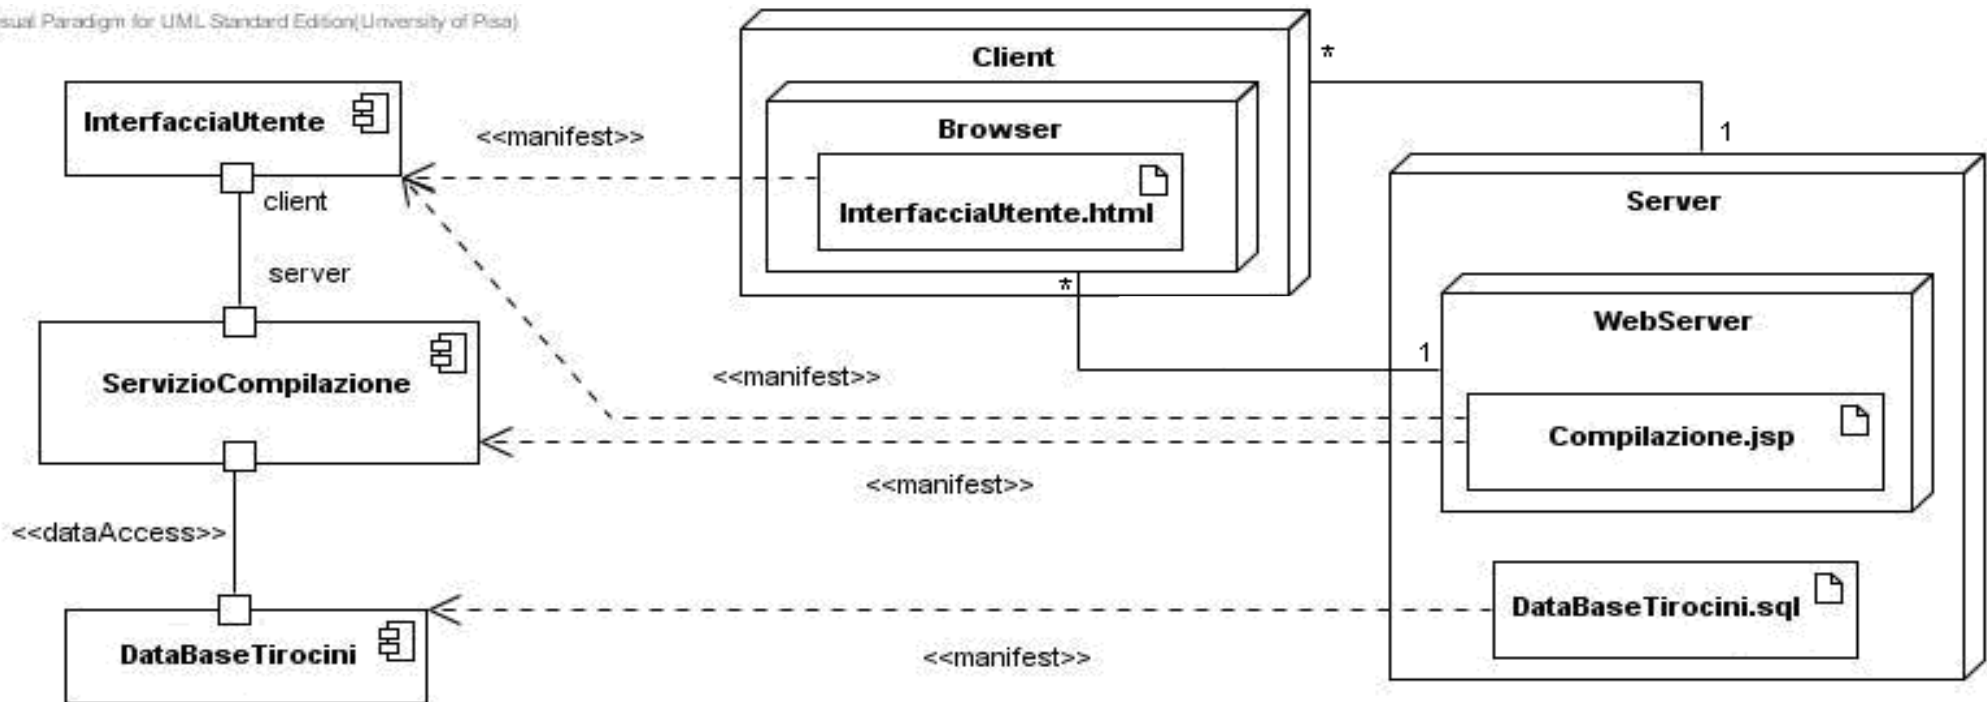 sual Paradigm for UML Standard Edition(Unversity of Pisa)
Client
*
InterfacciaUtente
<<manifest>>
Browser
1
InterfacciaUtente.html
client
Server
server
*
WebServer
1
ServizioCompilazione
<<manifest>>
Compilazione.jsp
<<manifest>>
<<dataAccess>>
DataBaseTirocini.sql
DataBaseTirocini
<<manifest>>